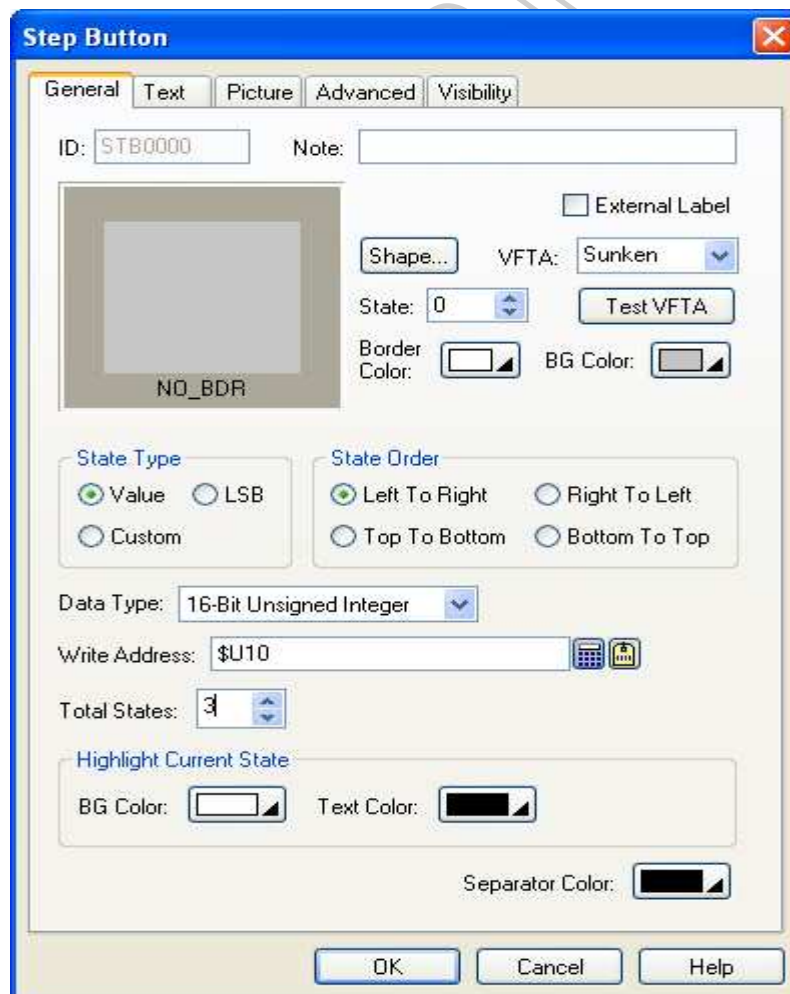 Step Button
General Text Picture Advanced Visibility
ID: STB0000 Note:
External Label
Shape... VFTA: Sunken
State: 0 Test VFTA
Border Color: BG Color:
NO_BDR
State Type State Order
Value LSB Left To Right Right To Left
Custom Top To Bottom Bottom To Top
Data Type: 16-Bit Unsigned Integer
Write Address: $U10
Total States: 3
Highlight Current State
BG Color: Text Color:
Separator Color:
OK Cancel Help